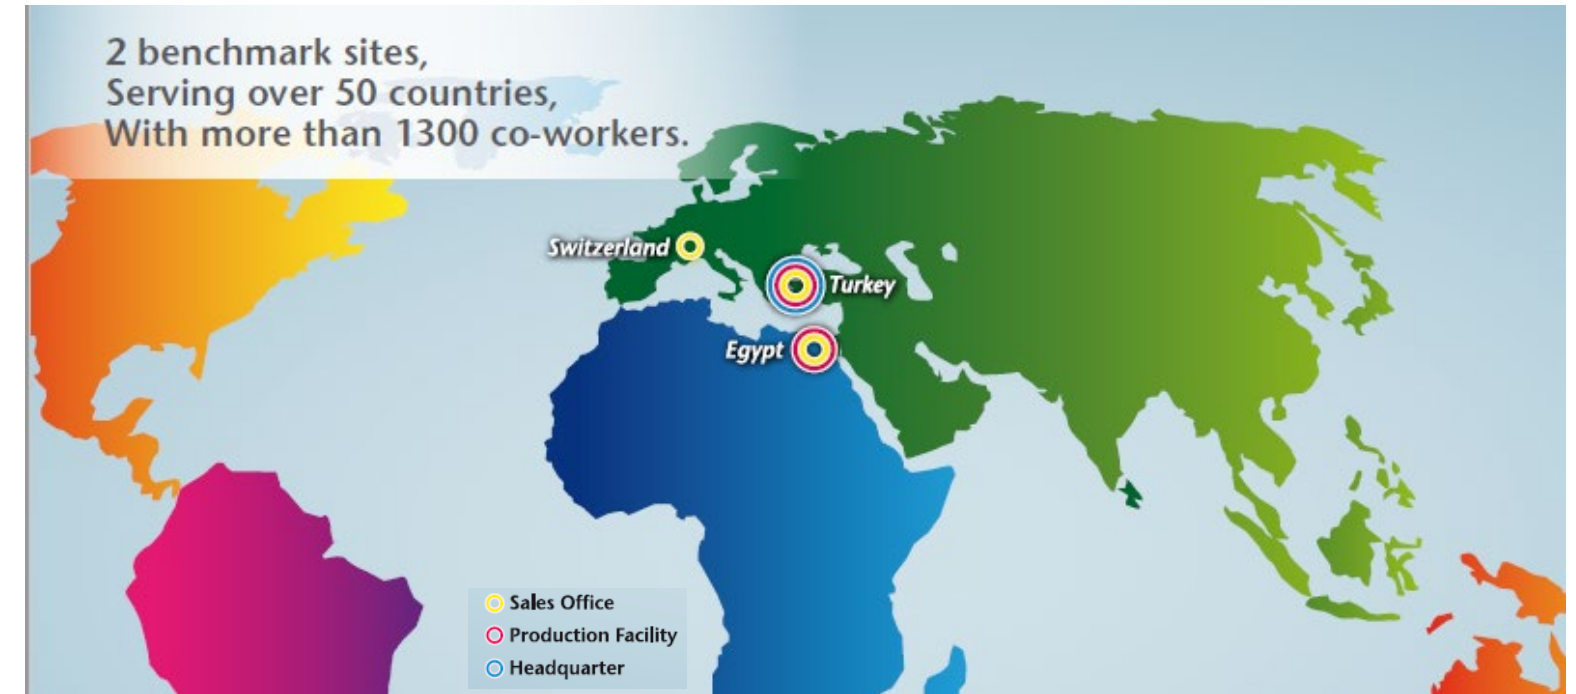 2 benchmark sites,
Serving over 50 countries,
With more than 1300 co-workers.
Switzerland
Turkey
Egypt
Sales Office
Production Facility
Headquarter